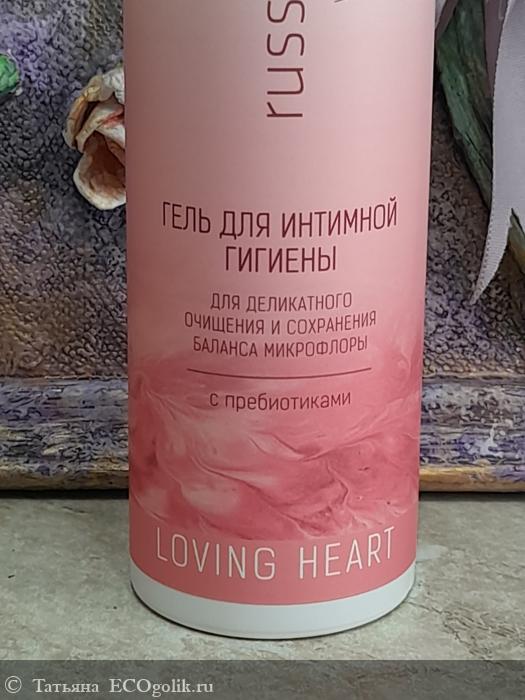 russ
ГЕЛЬ ДЛЯ ИНТИМНОЙ
ГИГИЕНЫ
ДЛЯ ДЕЛИКАТНОГО
ОЧИЩЕНИЯ И СОХРАНЕНИЯ
БАЛАНСА МИКРОФЛОРЫ
с пребиотиками
LOVING HEART
© Татьяна ECOgolik.ru